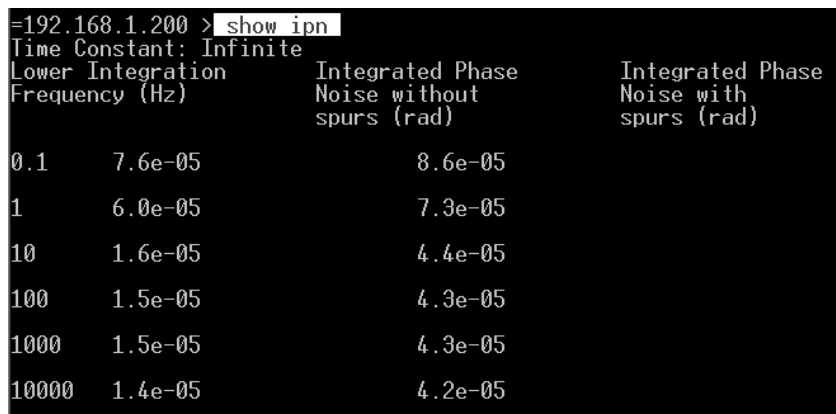 =192.168.1.200 > show ipn
Time Constant: Infinite
Lower Integration Integrated Phase Integrated Phase
Frequency (Hz) Noise without Noise with
spurs (rad) spurs (rad)
0.1 7.6e-05 8.6e-05
1 6.0e-05 7.3e-05
10 1.6e-05 4.4e-05
100 1.5e-05 4.3e-05
1000 1.5e-05 4.3e-05
10000 1.4e-05 4.2e-05